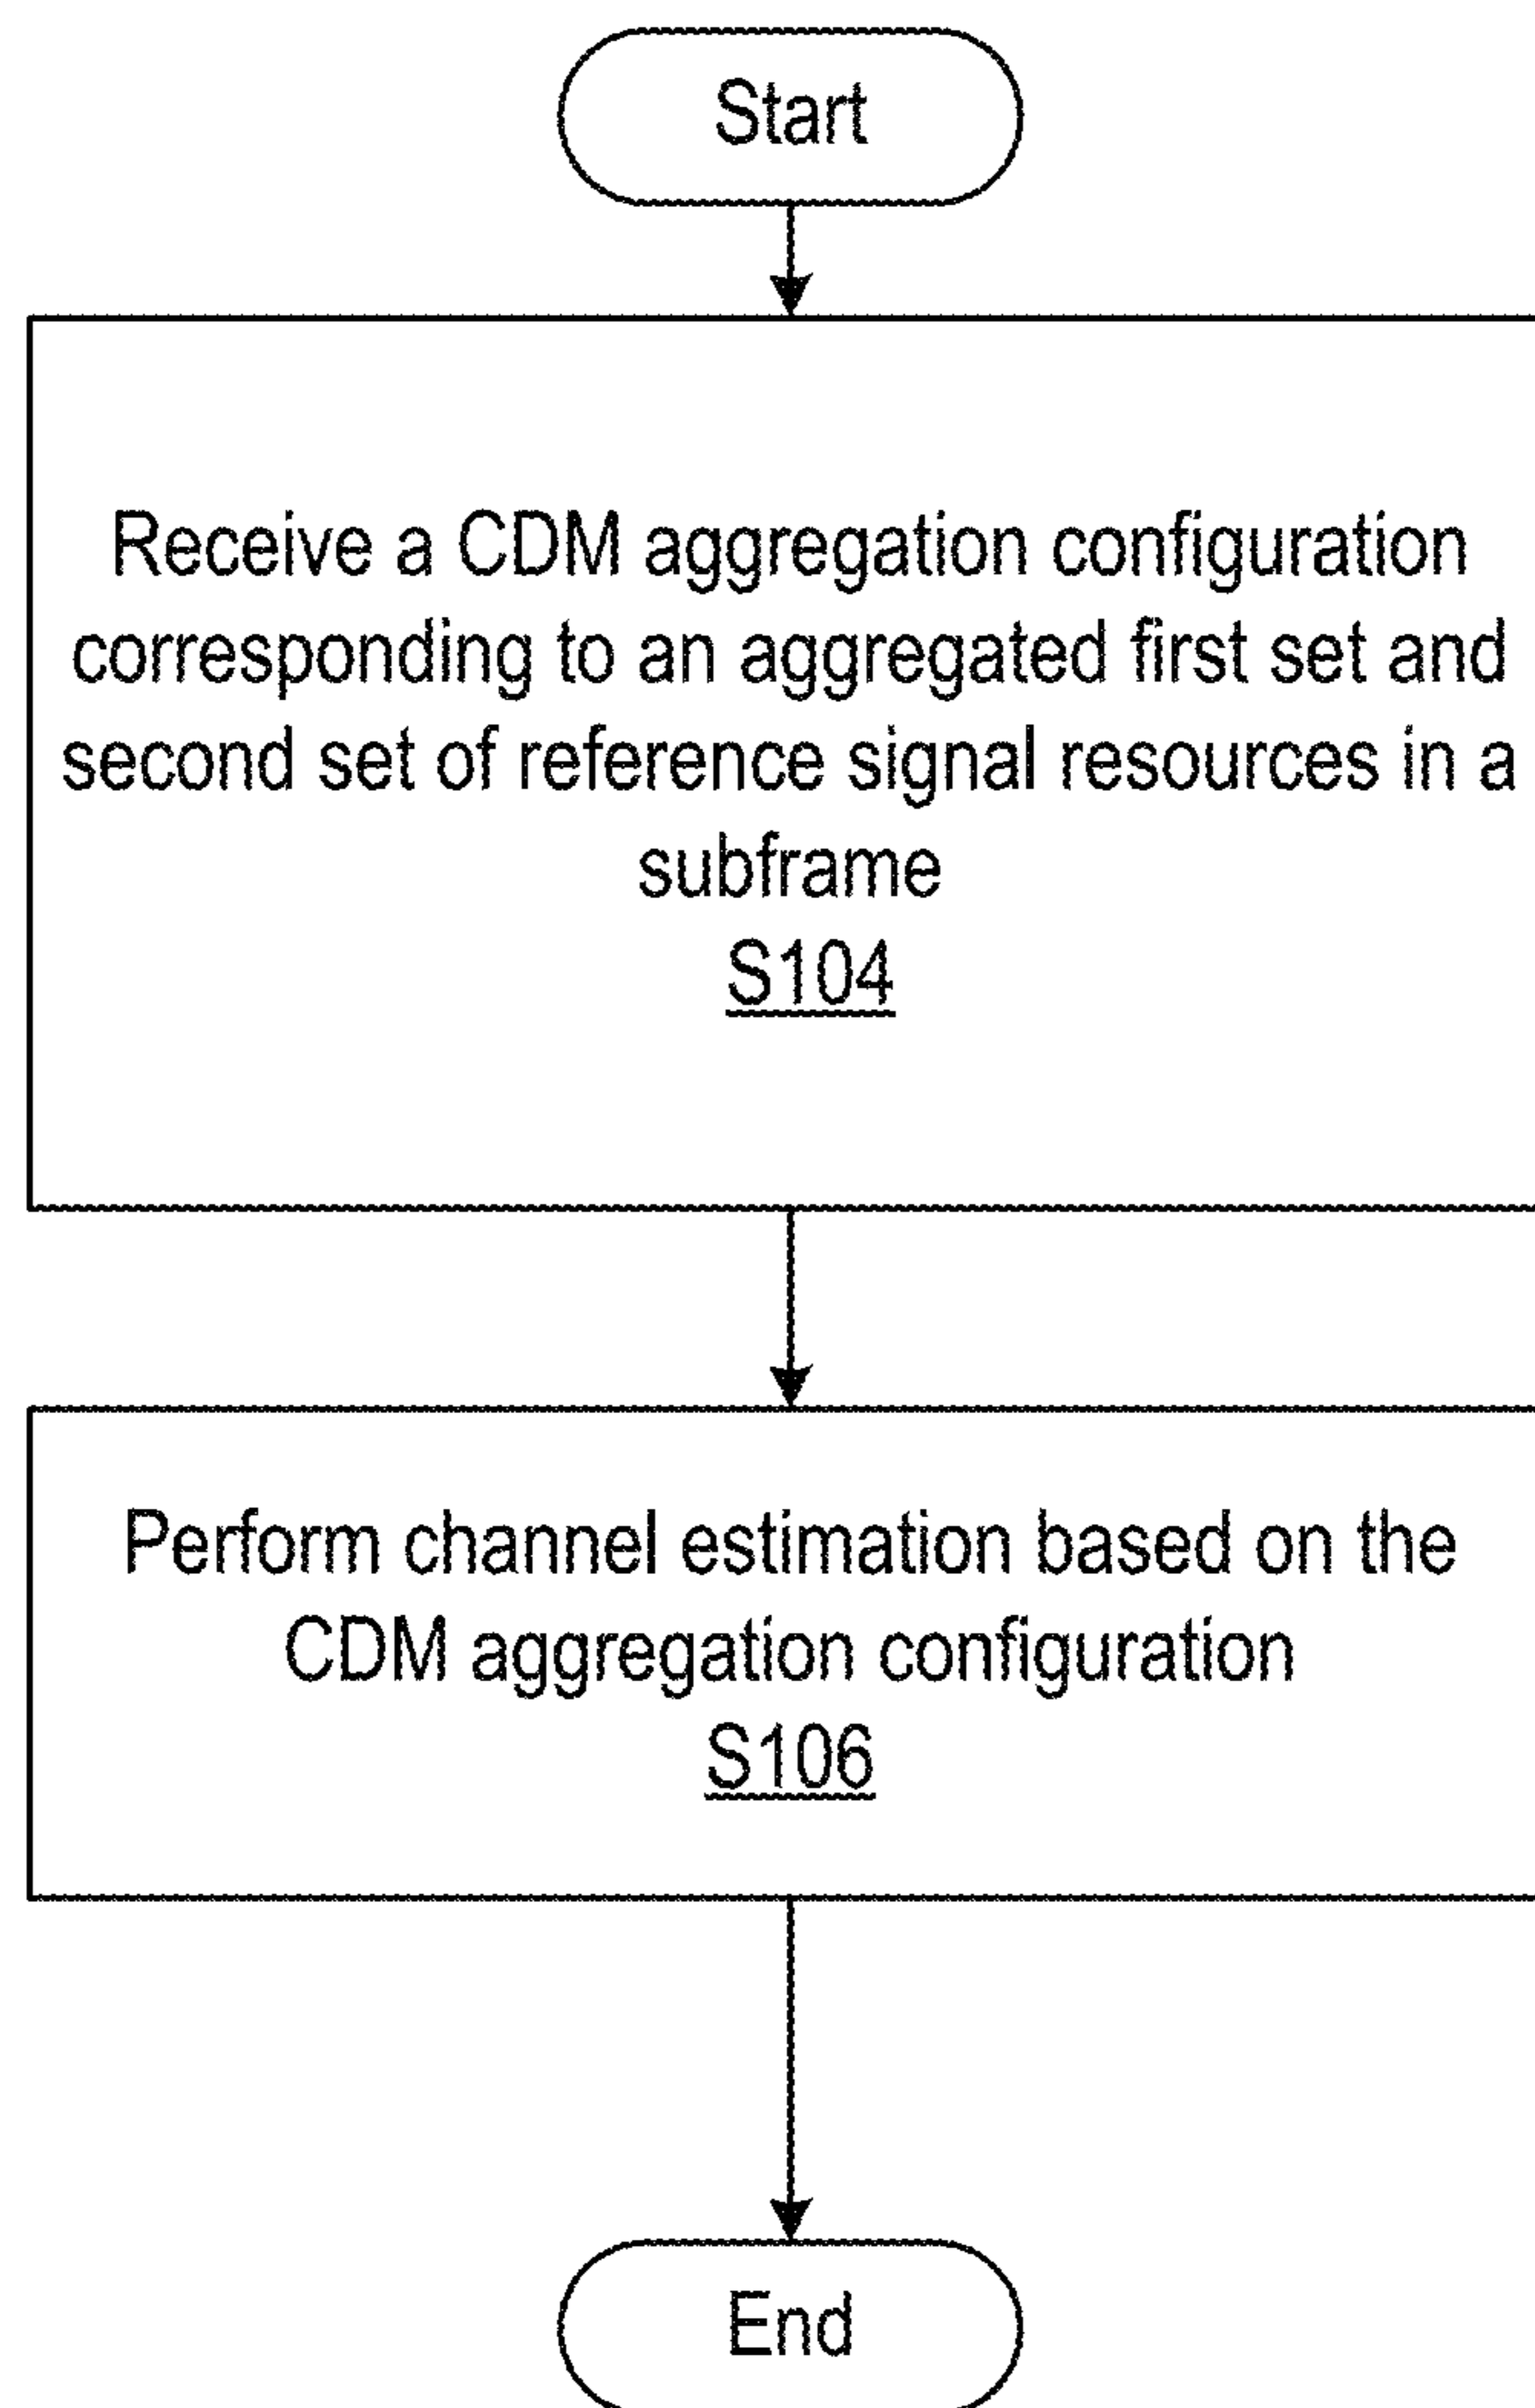 Start
Receive a CDM aggregation configuration
corresponding to an aggregated first set and
second set of reference signal resources in a
subframe
S104
Perform channel estimation based on the
CDM aggregation configuration
S106
End